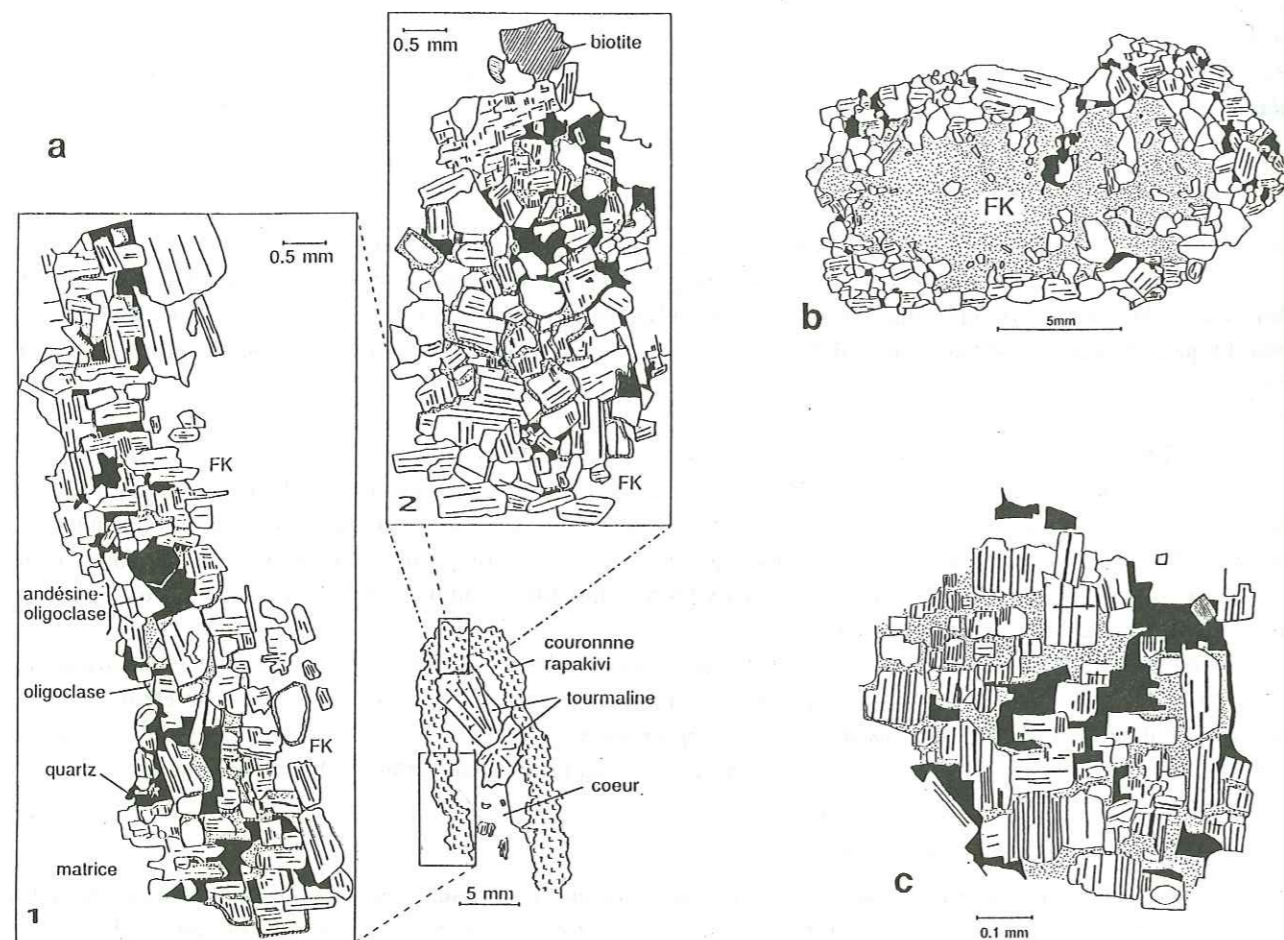 a
0.5 mm
biotite
2
FK
0.5 mm
FK
andésine-
oligoclase
oligoclase
FK
quartz
matrice
1
couronnne
rapakivi
tourmaline
coeur
5 mm
FK
b
5mm
c
0.1 mm